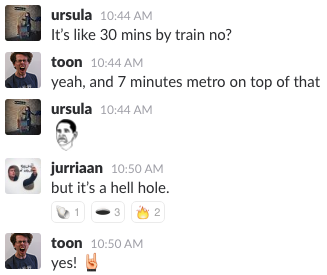 ursula 10:44 AM
It's like 30 mins by train no?
toon 10:44 AM
yeah, and 7 minutes metro on top of that
ursula 10:44 AM
jurriaan 10:50 AM
but it's a hell hole.
1 3 2
toon 10:50 AM
yes! 🤘